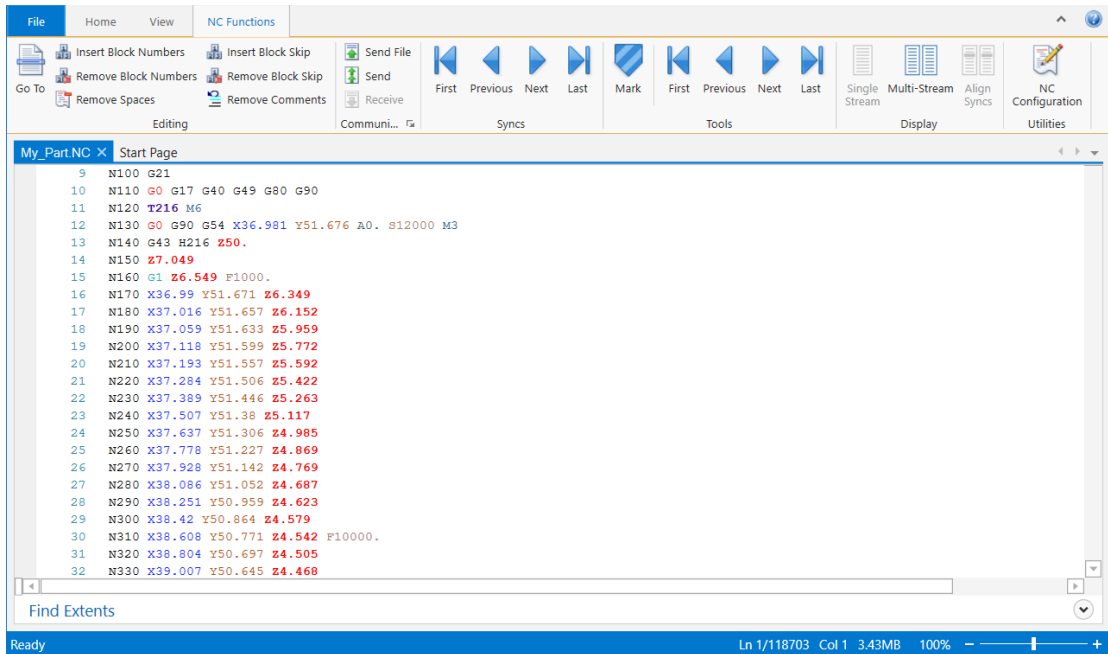 File Home View NC Functions
Insert Block Numbers Insert Block Skip Send File
Remove Block Numbers Remove Block Skip Send
Go To First Previous Next Last Mark First Previous Next Last Single Stream Multi-Stream Align Syncs NC Configuration
Remove Spaces Remove Comments Receive
Editing Communi... Syncs Tools Display Utilities
My_Part.NC Start Page
9 N100 G21
10 N110 G0 G17 G40 G49 G80 G90
11 N120 T216 M6
12 N130 G0 G90 G54 X36.981 Y51.676 A0. S12000 M3
13 N140 G43 H216 Z50.
14 N150 Z7.049
15 N160 G1 Z6.549 F1000.
16 N170 X36.99 Y51.671 Z6.349
17 N180 X37.016 Y51.657 Z6.152
18 N190 X37.059 Y51.633 Z5.959
19 N200 X37.118 Y51.599 Z5.772
20 N210 X37.193 Y51.557 Z5.592
21 N220 X37.284 Y51.506 Z5.422
22 N230 X37.389 Y51.446 Z5.263
23 N240 X37.507 Y51.38 Z5.117
24 N250 X37.637 Y51.306 Z4.985
25 N260 X37.778 Y51.227 Z4.869
26 N270 X37.928 Y51.142 Z4.769
27 N280 X38.086 Y51.052 Z4.687
28 N290 X38.251 Y50.959 Z4.623
29 N300 X38.42 Y50.864 Z4.579
30 N310 X38.608 Y50.771 Z4.542 F10000.
31 N320 X38.804 Y50.697 Z4.505
32 N330 X39.007 Y50.645 Z4.468
Find Extents
Ready Ln 1/118703 Col 1 3.43MB 100%